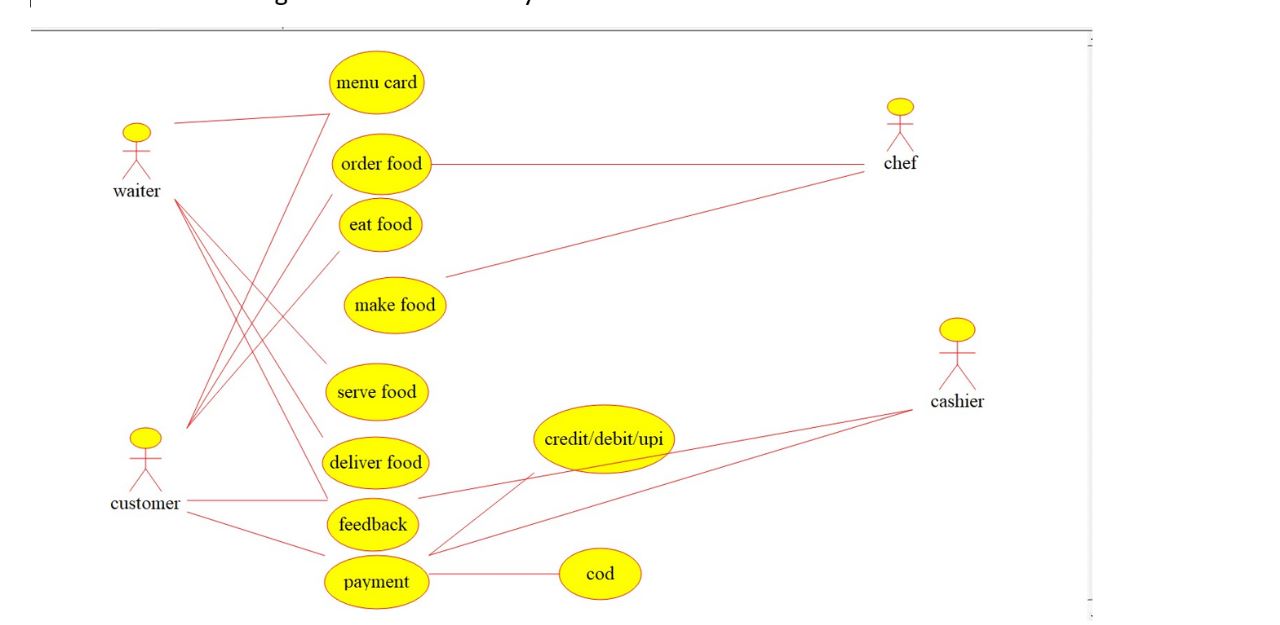 menu card
order food
chef
waiter
eat food
make food
serve food
cashier
credit/debit/upi
deliver food
customer
feedback
cod
payment